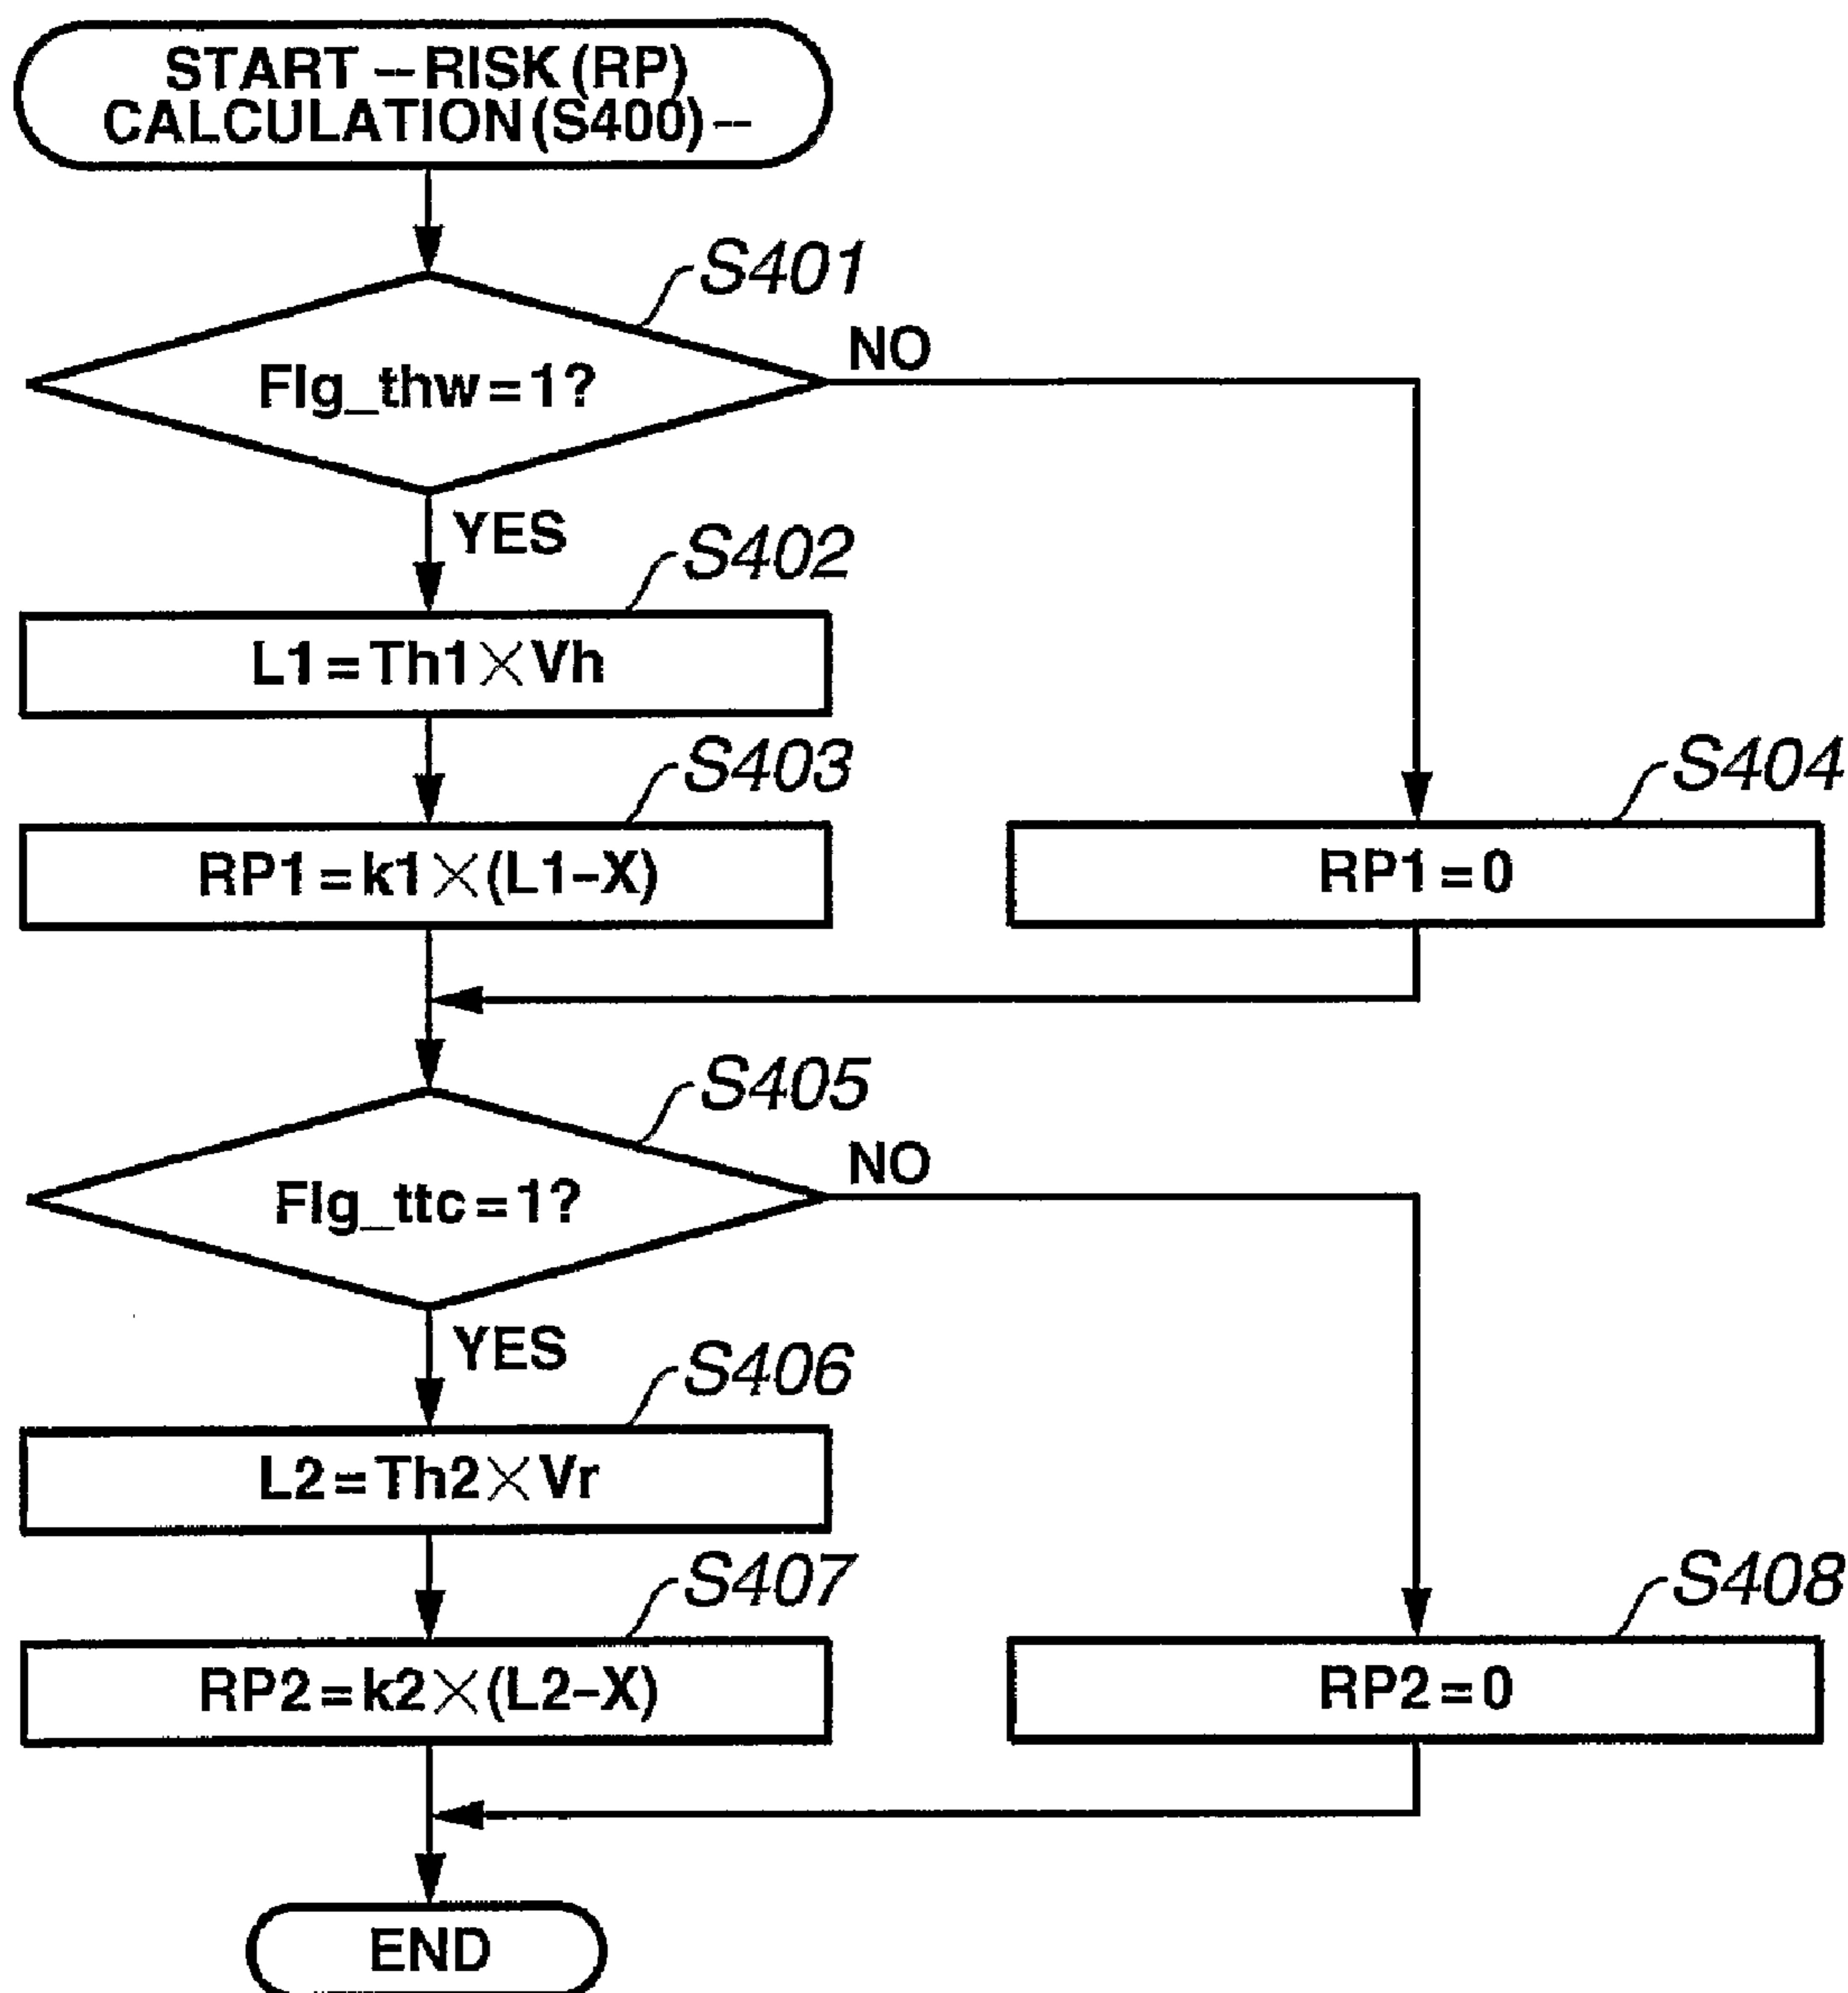 START -- RISK (RP)
CALCULATION (S400) --
S401
Flg_thw = 1?
NO
YES
S402
L1 = Th1 × Vh
S403
RP1 = k1 × (L1-X)
S404
RP1 = 0
S405
Flg_ttc = 1?
NO
YES
S406
L2 = Th2 × Vr
S407
RP2 = k2 × (L2-X)
S408
RP2 = 0
END